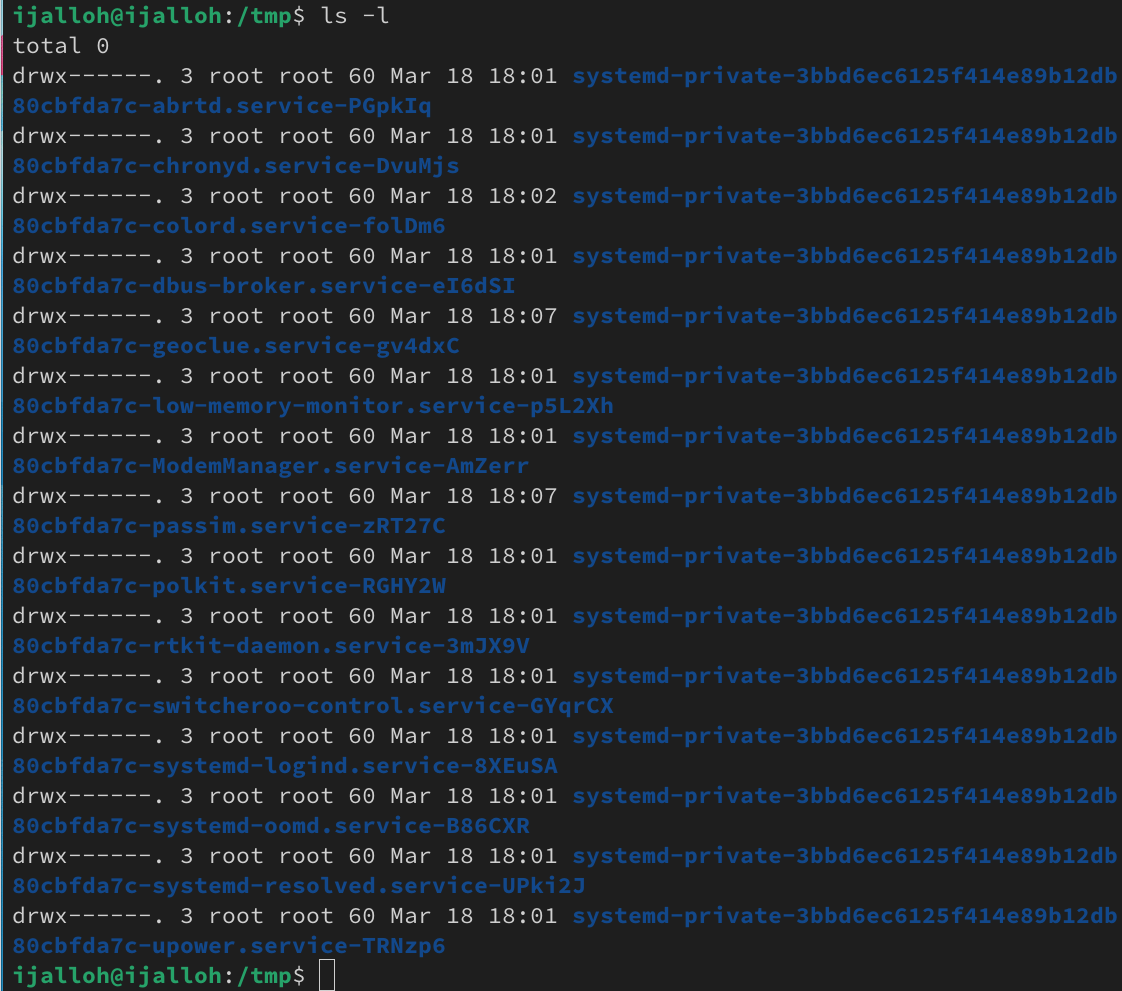 ijalloh@ijalloh:/tmp$ ls -l
total 0
drwx------. 3 root root 60 Mar 18 18:01 systemd-private-3bbd6ec6125f414e89b12db
80cbfda7c-abrtd.service-PGpkIq
drwx------. 3 root root 60 Mar 18 18:01 systemd-private-3bbd6ec6125f414e89b12db
80cbfda7c-chronyd.service-DvuMjs
drwx------. 3 root root 60 Mar 18 18:02 systemd-private-3bbd6ec6125f414e89b12db
80cbfda7c-colord.service-folDm6
drwx------. 3 root root 60 Mar 18 18:01 systemd-private-3bbd6ec6125f414e89b12db
80cbfda7c-dbus-broker.service-eI6dSI
drwx------. 3 root root 60 Mar 18 18:07 systemd-private-3bbd6ec6125f414e89b12db
80cbfda7c-geoclue.service-gv4dxC
drwx------. 3 root root 60 Mar 18 18:01 systemd-private-3bbd6ec6125f414e89b12db
80cbfda7c-low-memory-monitor.service-p5L2Xh
drwx------. 3 root root 60 Mar 18 18:01 systemd-private-3bbd6ec6125f414e89b12db
80cbfda7c-ModemManager.service-AmZerr
drwx------. 3 root root 60 Mar 18 18:07 systemd-private-3bbd6ec6125f414e89b12db
80cbfda7c-passim.service-zRT27C
drwx------. 3 root root 60 Mar 18 18:01 systemd-private-3bbd6ec6125f414e89b12db
80cbfda7c-polkit.service-RGHY2W
drwx------. 3 root root 60 Mar 18 18:01 systemd-private-3bbd6ec6125f414e89b12db
80cbfda7c-rtkit-daemon.service-3mJX9V
drwx------. 3 root root 60 Mar 18 18:01 systemd-private-3bbd6ec6125f414e89b12db
80cbfda7c-switcheroo-control.service-GYqrCX
drwx------. 3 root root 60 Mar 18 18:01 systemd-private-3bbd6ec6125f414e89b12db
80cbfda7c-systemd-logind.service-8XEuSA
drwx------. 3 root root 60 Mar 18 18:01 systemd-private-3bbd6ec6125f414e89b12db
80cbfda7c-systemd-oomd.service-B86CXR
drwx------. 3 root root 60 Mar 18 18:01 systemd-private-3bbd6ec6125f414e89b12db
80cbfda7c-systemd-resolved.service-UPki2J
drwx------. 3 root root 60 Mar 18 18:01 systemd-private-3bbd6ec6125f414e89b12db
80cbfda7c-upower.service-TRNzp6
ijalloh@ijalloh:/tmp$